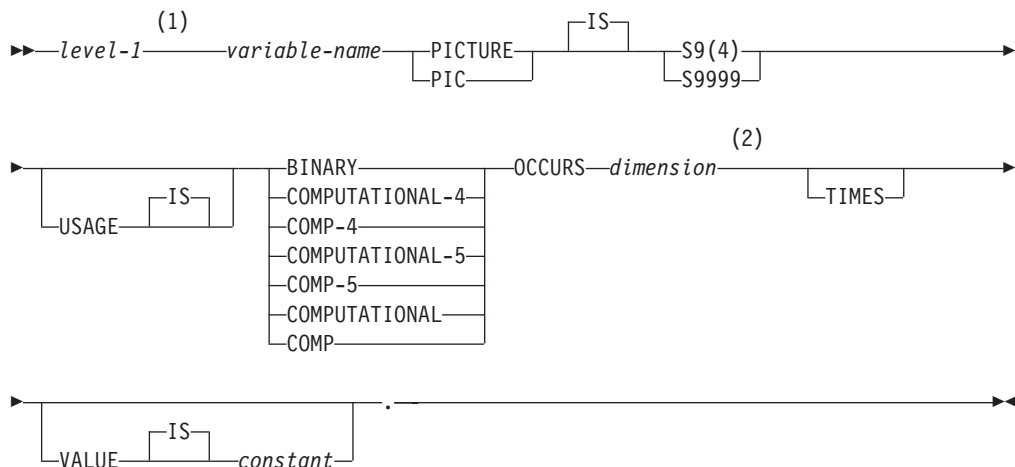 (1) IS
level-1 variable-name PICTURE S9(4)
PIC S9999
(2)
BINARY OCCURS dimension
IS COMPUTATIONAL-4 TIMES
USAGE COMP-4
COMPUTATIONAL-5
COMP-5
COMPUTATIONAL
COMP
.
IS
VALUE constant